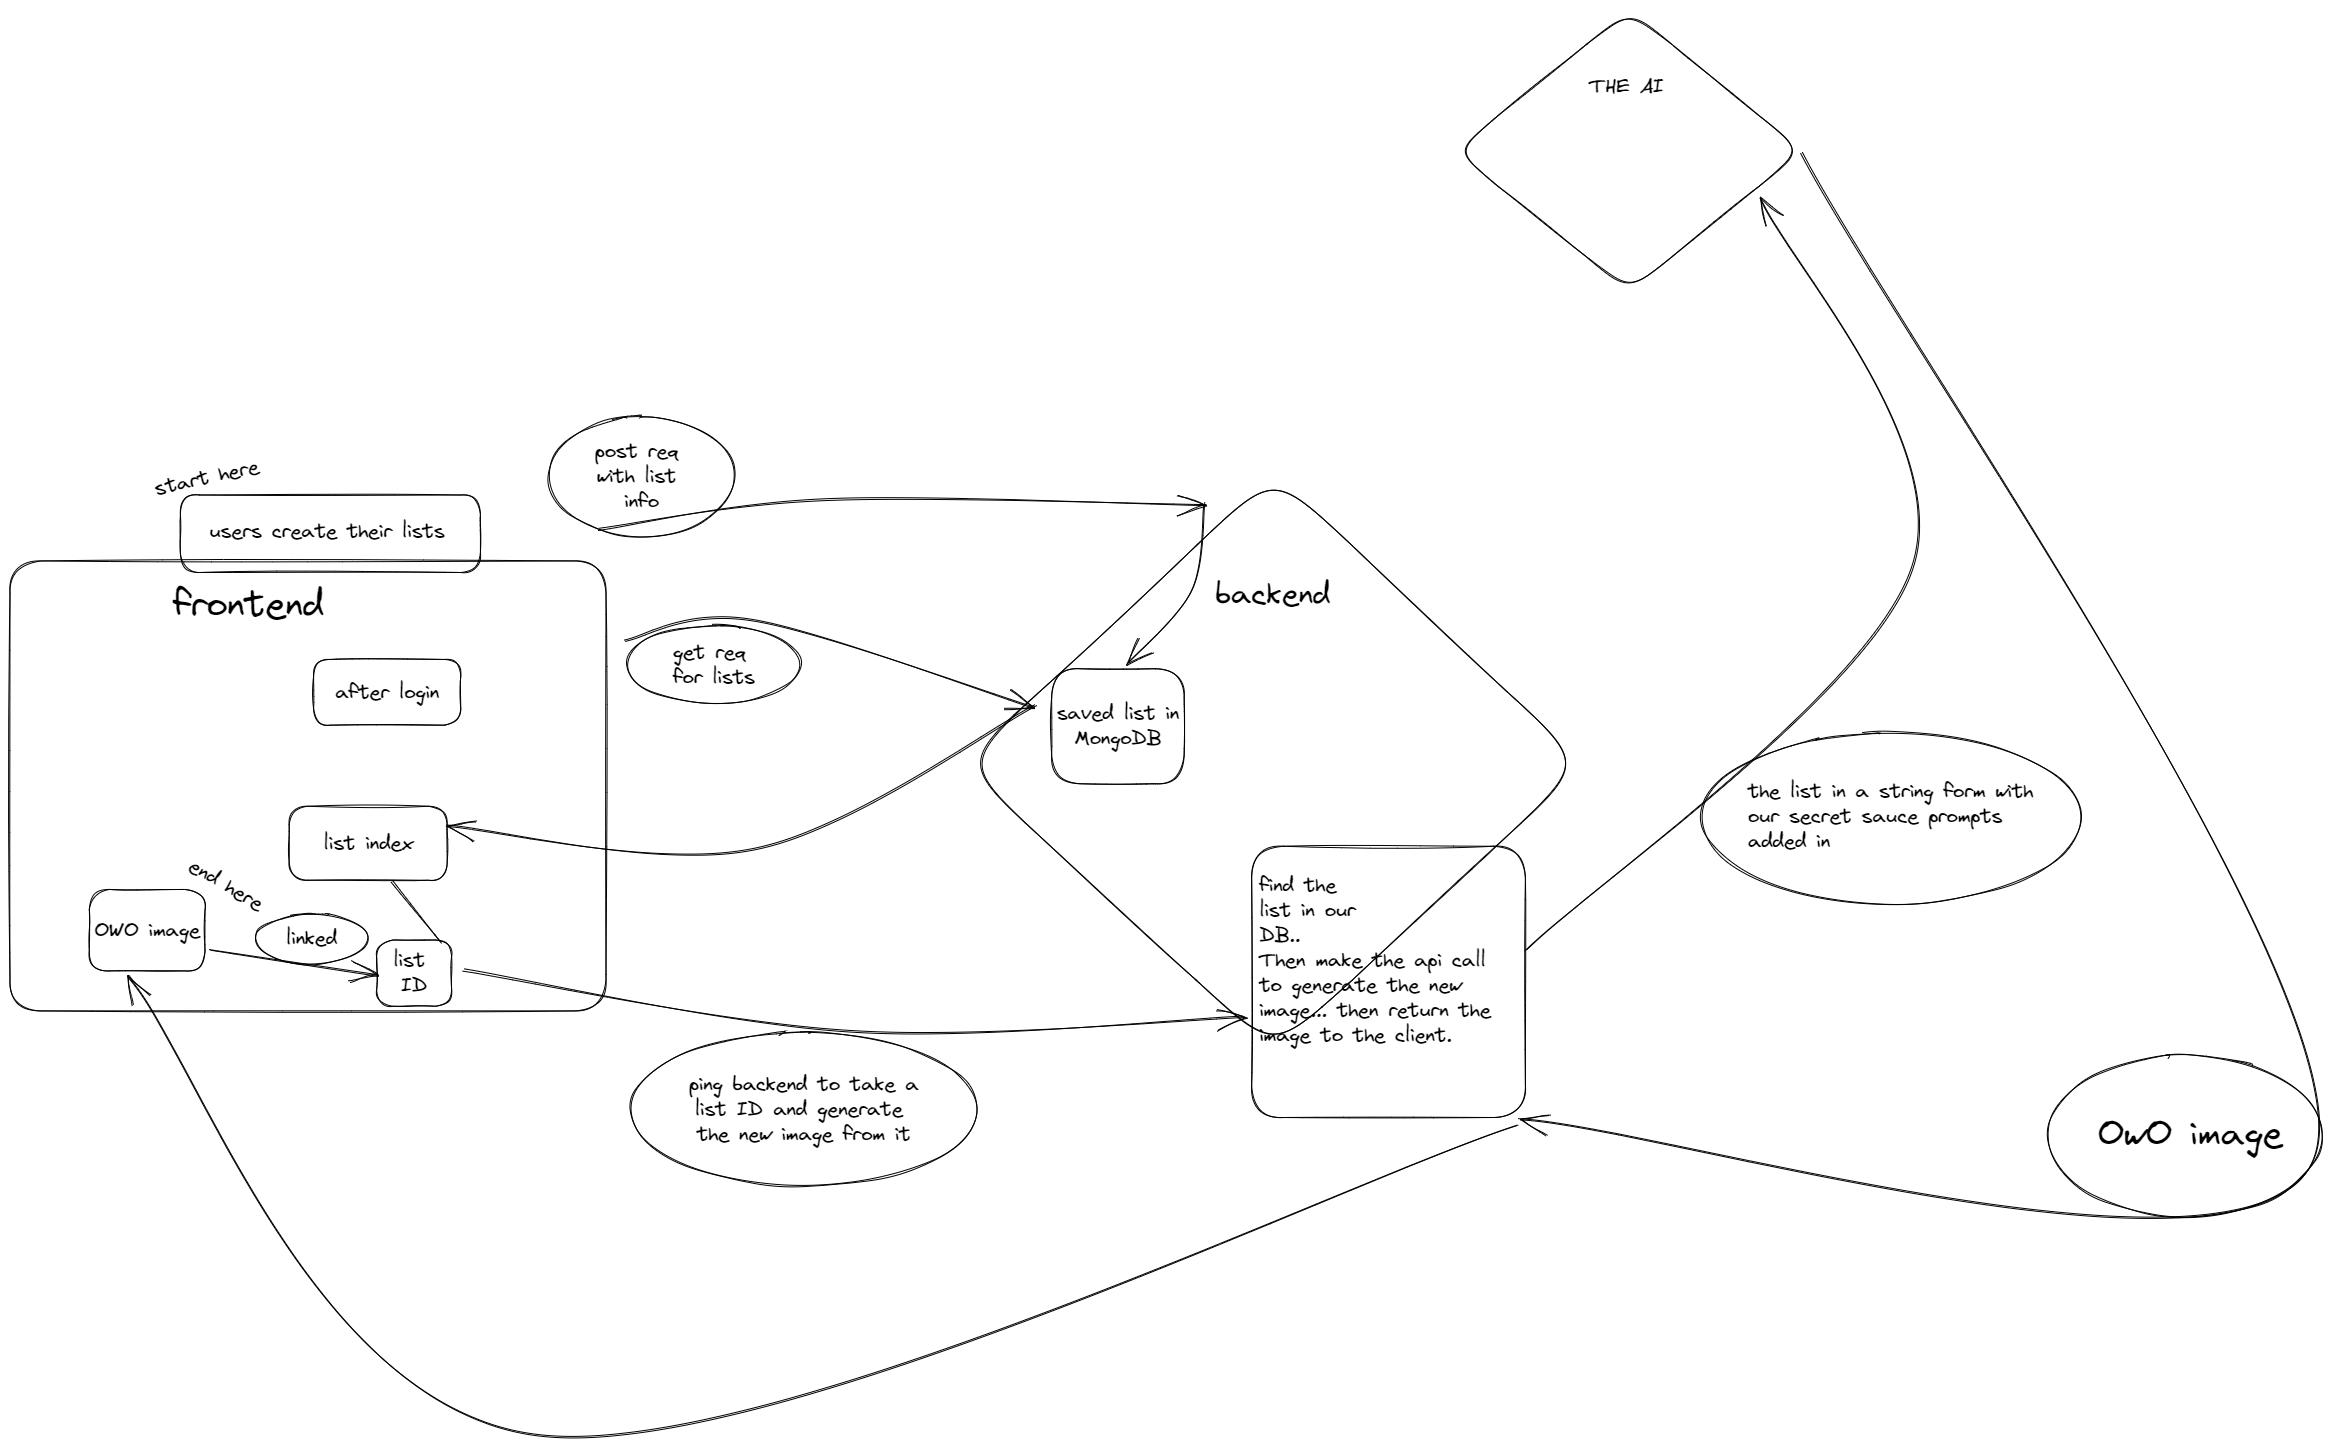 THE AI
post req
with list
info
start here
users create their lists
frontend
backend
get req
for lists
after login
saved list in
MongoDB
the list in a string form with
our secret sauce prompts
added in
list index
end here
OWO image
linked
list
ID
find the
list in our
DB..
Then make the api call
to generate the new
image... then return the
image to the client.
ping backend to take a
list ID and generate
the new image from it
OwO image